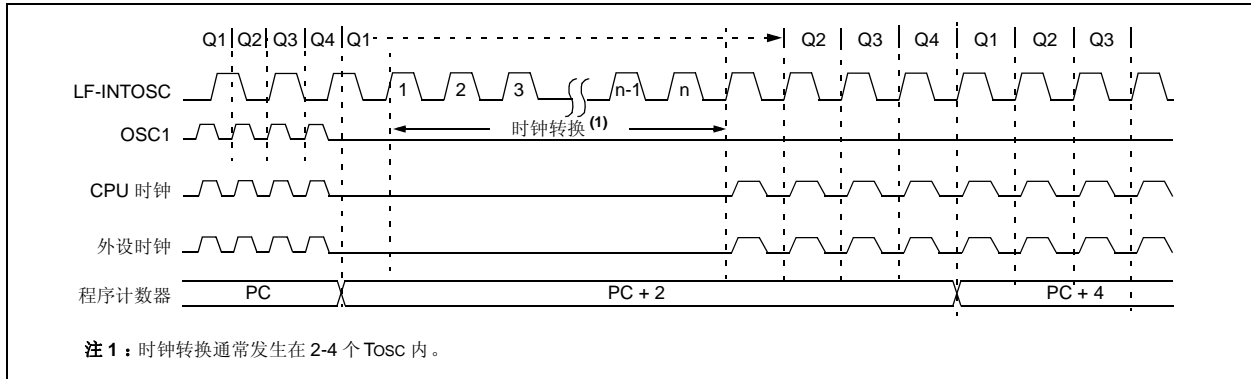 Q1 Q2 Q3 Q4 Q1 Q2 Q3 Q4 Q1 Q2 Q3
LF-INTOSC 1 2 3 n-1 n
时钟转换(1)
OSC1
CPU 时钟
外设时钟
程序计数器 PC PC + 2 PC + 4
注 1：时钟转换通常发生在 2-4 个 TOSC 内。